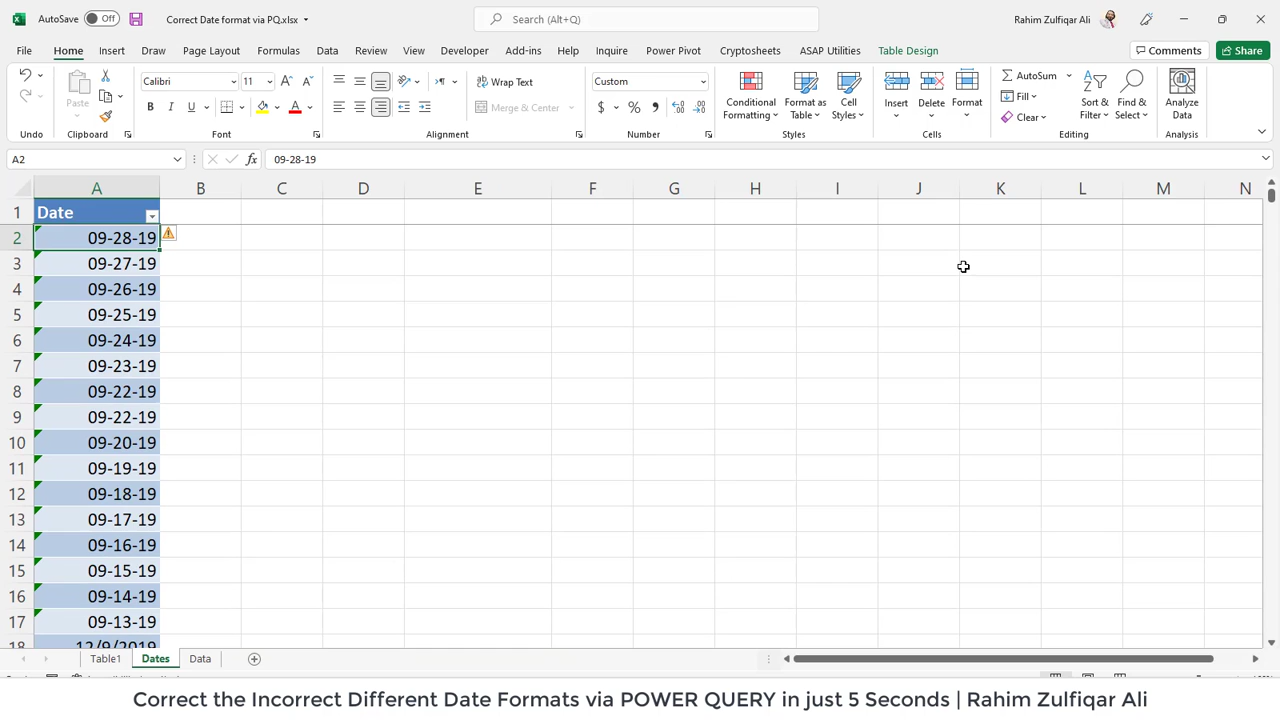 AutoSave Off Correct Date format via PQ.xlsx Search (Alt+Q) Rahim Zulfiqar Ali
File Home Insert Draw Page Layout Formulas Data Review View Developer Add-ins Help Inquire Power Pivot Cryptosheets ASAP Utilities Table Design Comments Share
Paste Calibri 11 Wrap Text Custom Conditional Formatting Format as Table Cell Styles Insert Delete Format AutoSum Sort & Filter Find & Select Analyze Data
B I U Merge & Center $ % Fill Clear
Undo Clipboard Font Alignment Number Styles Cells Editing Analysis
A2 fx 09-28-19
A B C D E F G H I J K L M N
1 Date
2 09-28-19
3 09-27-19
4 09-26-19
5 09-25-19
6 09-24-19
7 09-23-19
8 09-22-19
9 09-22-19
10 09-20-19
11 09-19-19
12 09-18-19
13 09-17-19
14 09-16-19
15 09-15-19
16 09-14-19
17 09-13-19
18 12/9/2019
Table1 Dates Data
Correct the Incorrect Different Date Formats via POWER QUERY in just 5 Seconds | Rahim Zulfiqar Ali